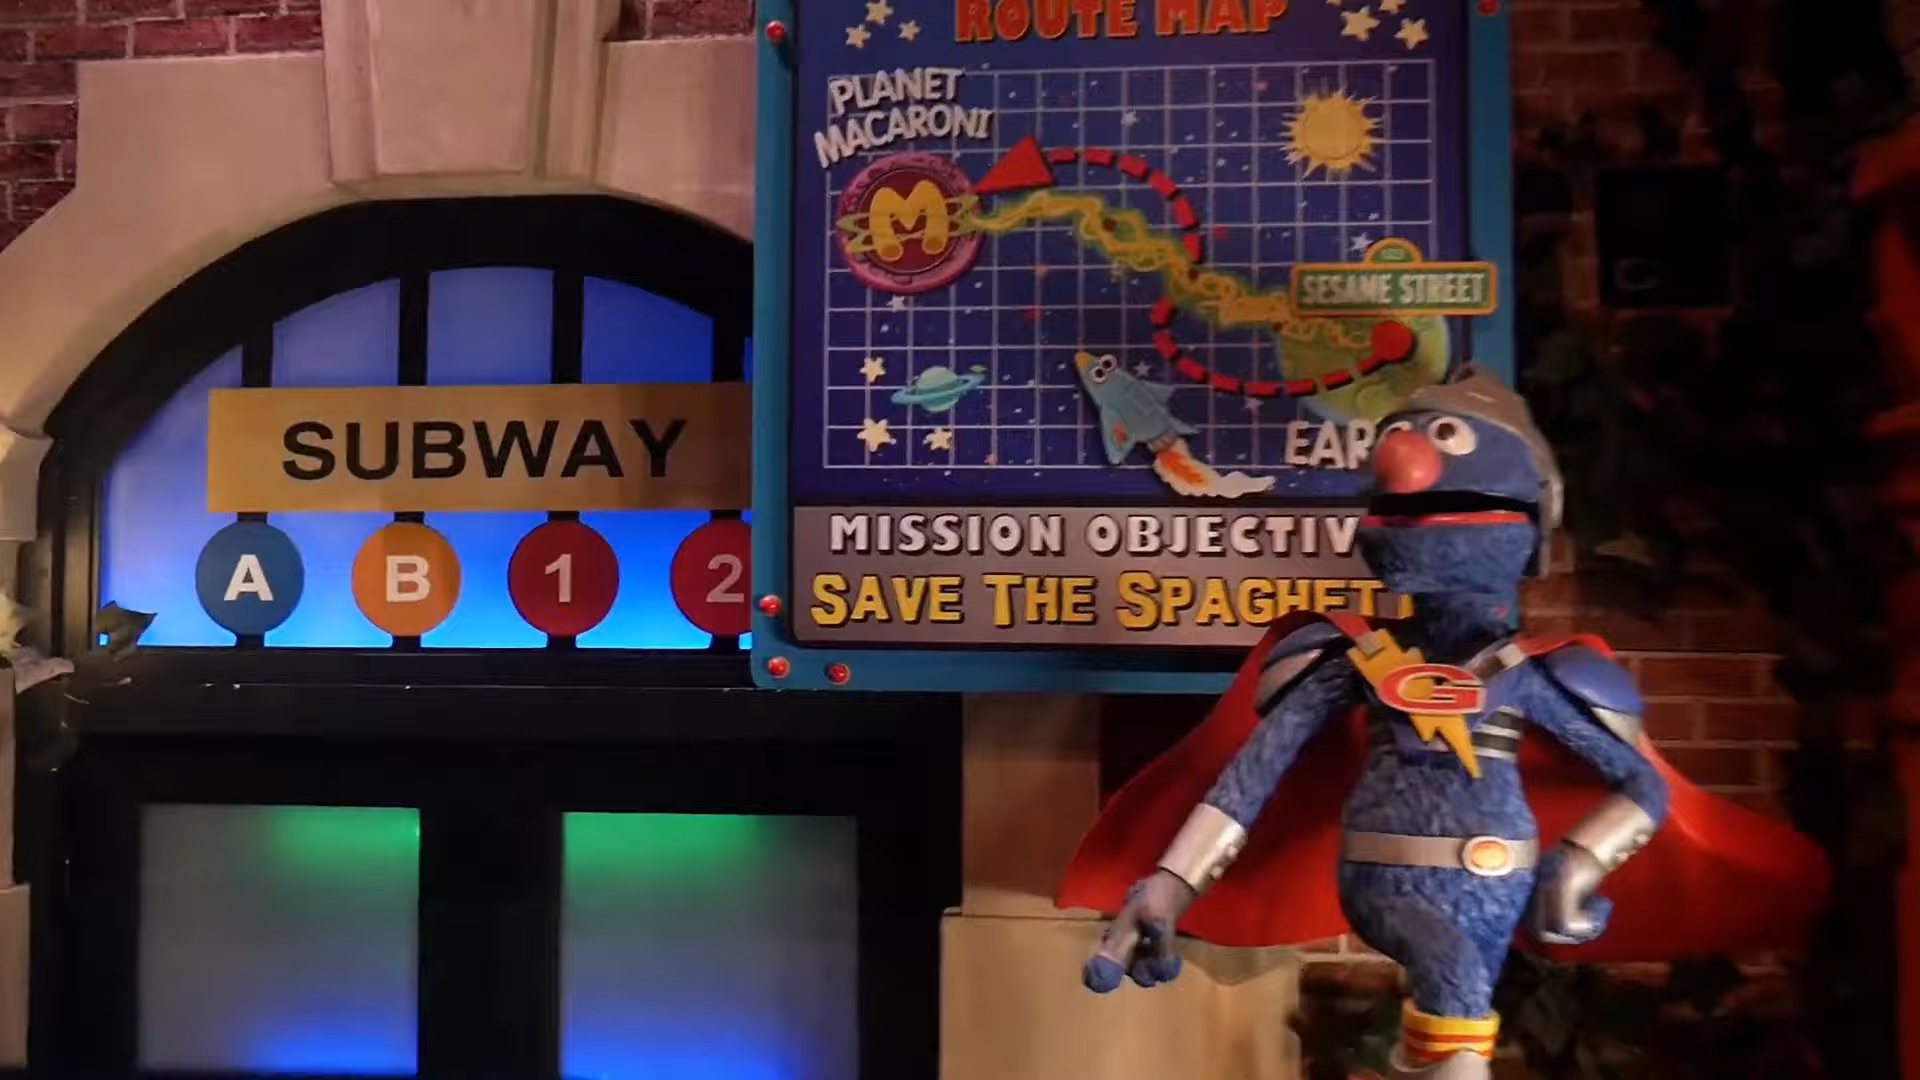 ROUTE MAP
PLANET
MACARONI
M
SESAME STREET
EAR
MISSION OBJECTIV
SAVE THE SPAGHET
SUBWAY
A B 1 2
G